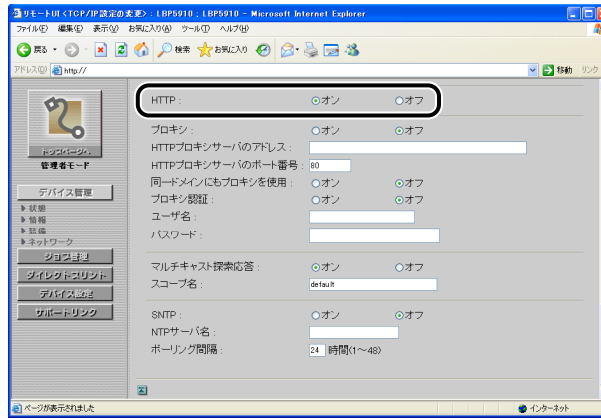 リモートUI <TCP/IP設定の変更> : LBP5910 ; LBP5910 - Microsoft Internet Explorer
ファイル(F) 編集(E) 表示(V) お気に入り(A) ツール(T) ヘルプ(H)
戻る 検索 お気に入り
アドレス(D) http:// 移動 リンク
トップページへ
管理者モード
デバイス管理
状態
情報
装備
ネットワーク
ジョブ管理
ダイレクトプリント
デバイス設定
サポートリンク
HTTP : オン オフ
プロキシ : オン オフ
HTTPプロキシサーバのアドレス :
HTTPプロキシサーバのポート番号 : 80
同一ドメインにもプロキシを使用 : オン オフ
プロキシ認証 : オン オフ
ユーザ名 :
パスワード :
マルチキャスト探索応答 : オン オフ
スコープ名 : default
SNTP : オン オフ
NTPサーバ名 :
ポーリング間隔 : 24 時間(1～48)
ページが表示されました インターネット